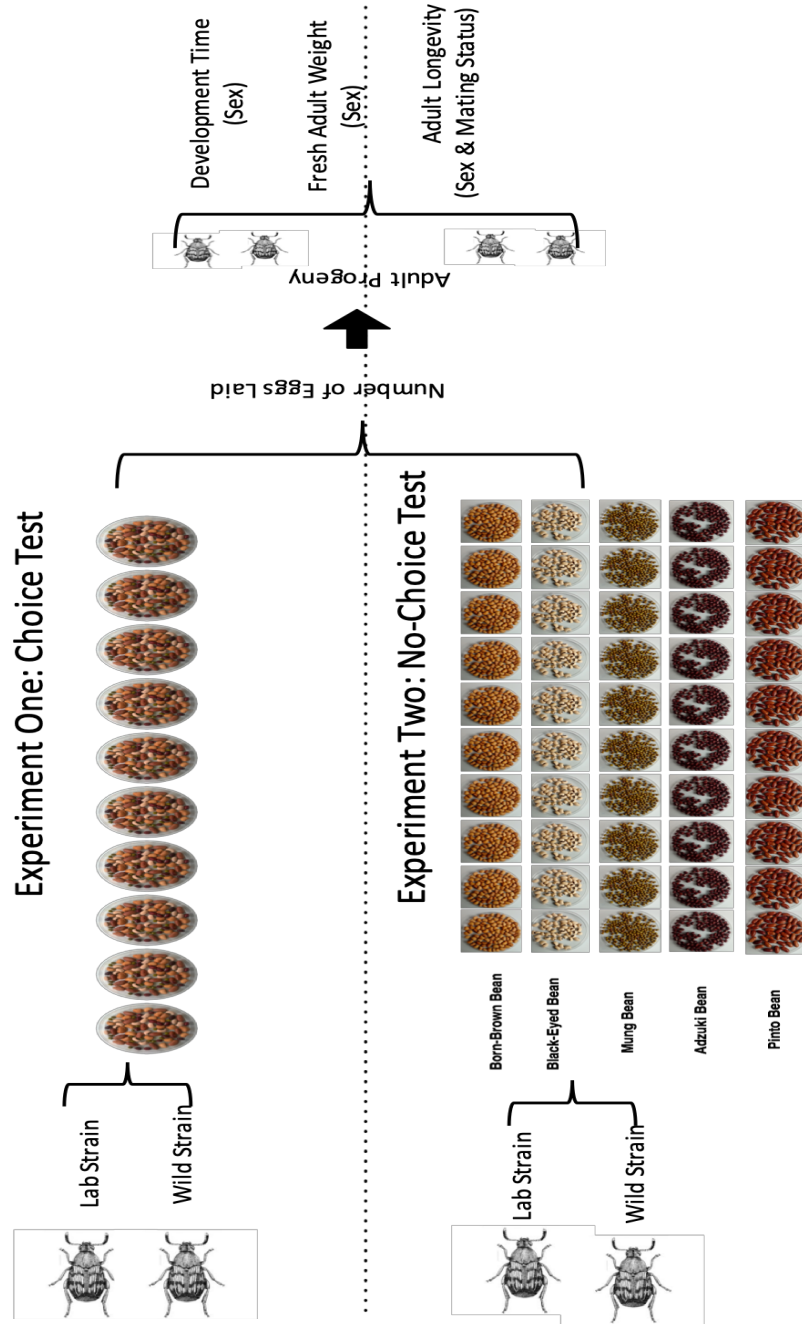 Experiment One: Choice Test
Lab Strain
Wild Strain
Experiment Two: No-Choice Test
Lab Strain
Wild Strain
Born-Brown Bean
Black-Eyed Bean
Mung Bean
Adzuki Bean
Pinto Bean
Number of Eggs Laid
Adult Progeny
Development Time
(Sex)
Fresh Adult Weight
(Sex)
Adult Longevity
(Sex & Mating Status)